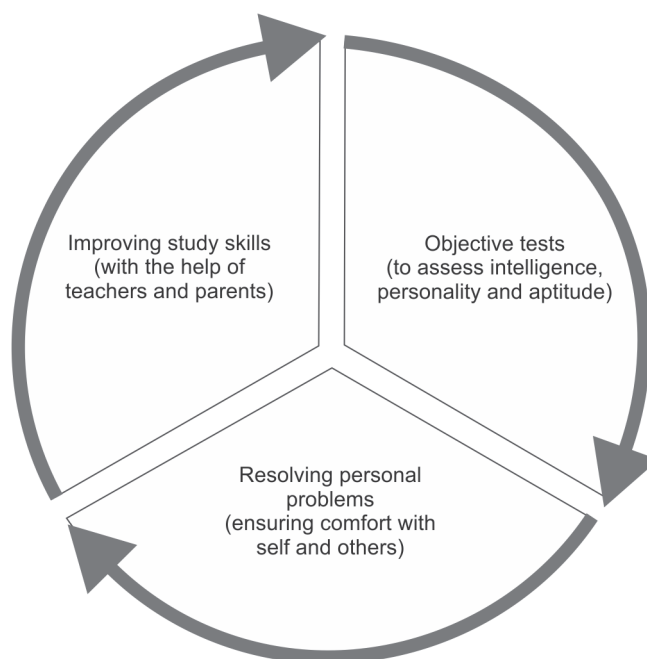 Improving study skills
(with the help of
teachers and parents)
Objective tests
(to assess intelligence,
personality and aptitude)
Resolving personal
problems
(ensuring comfort with
self and others)